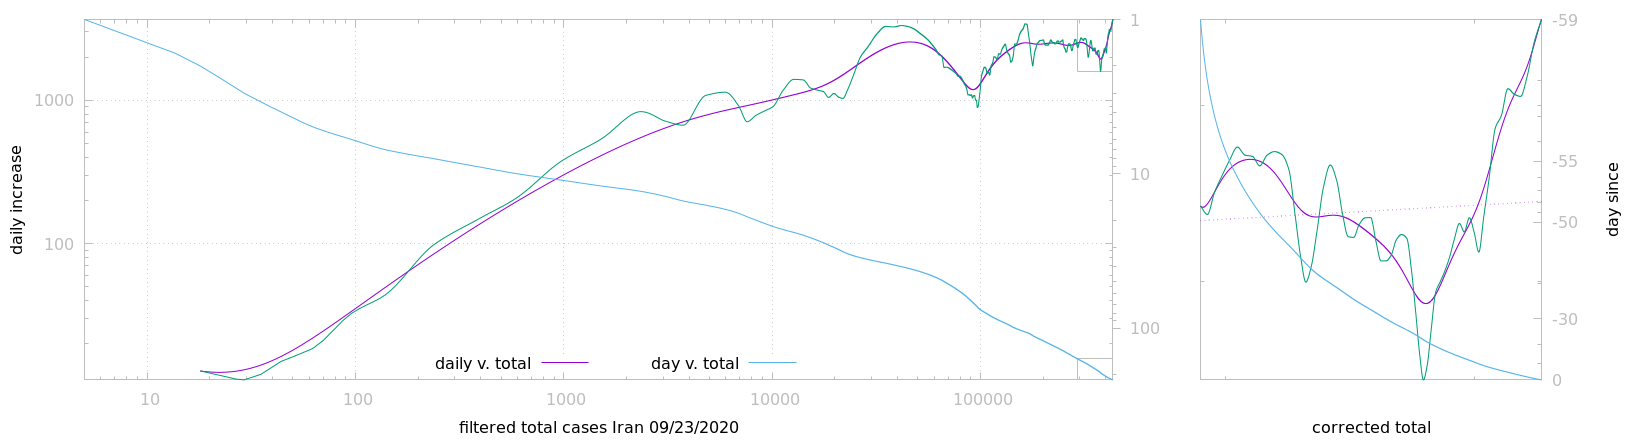 1
-59
1000
-55
10
daily increase
day since
-50
100
-30
100
daily v. total
day v. total
0
10
100
1000
10000
100000
filtered total cases Iran 09/23/2020
corrected total